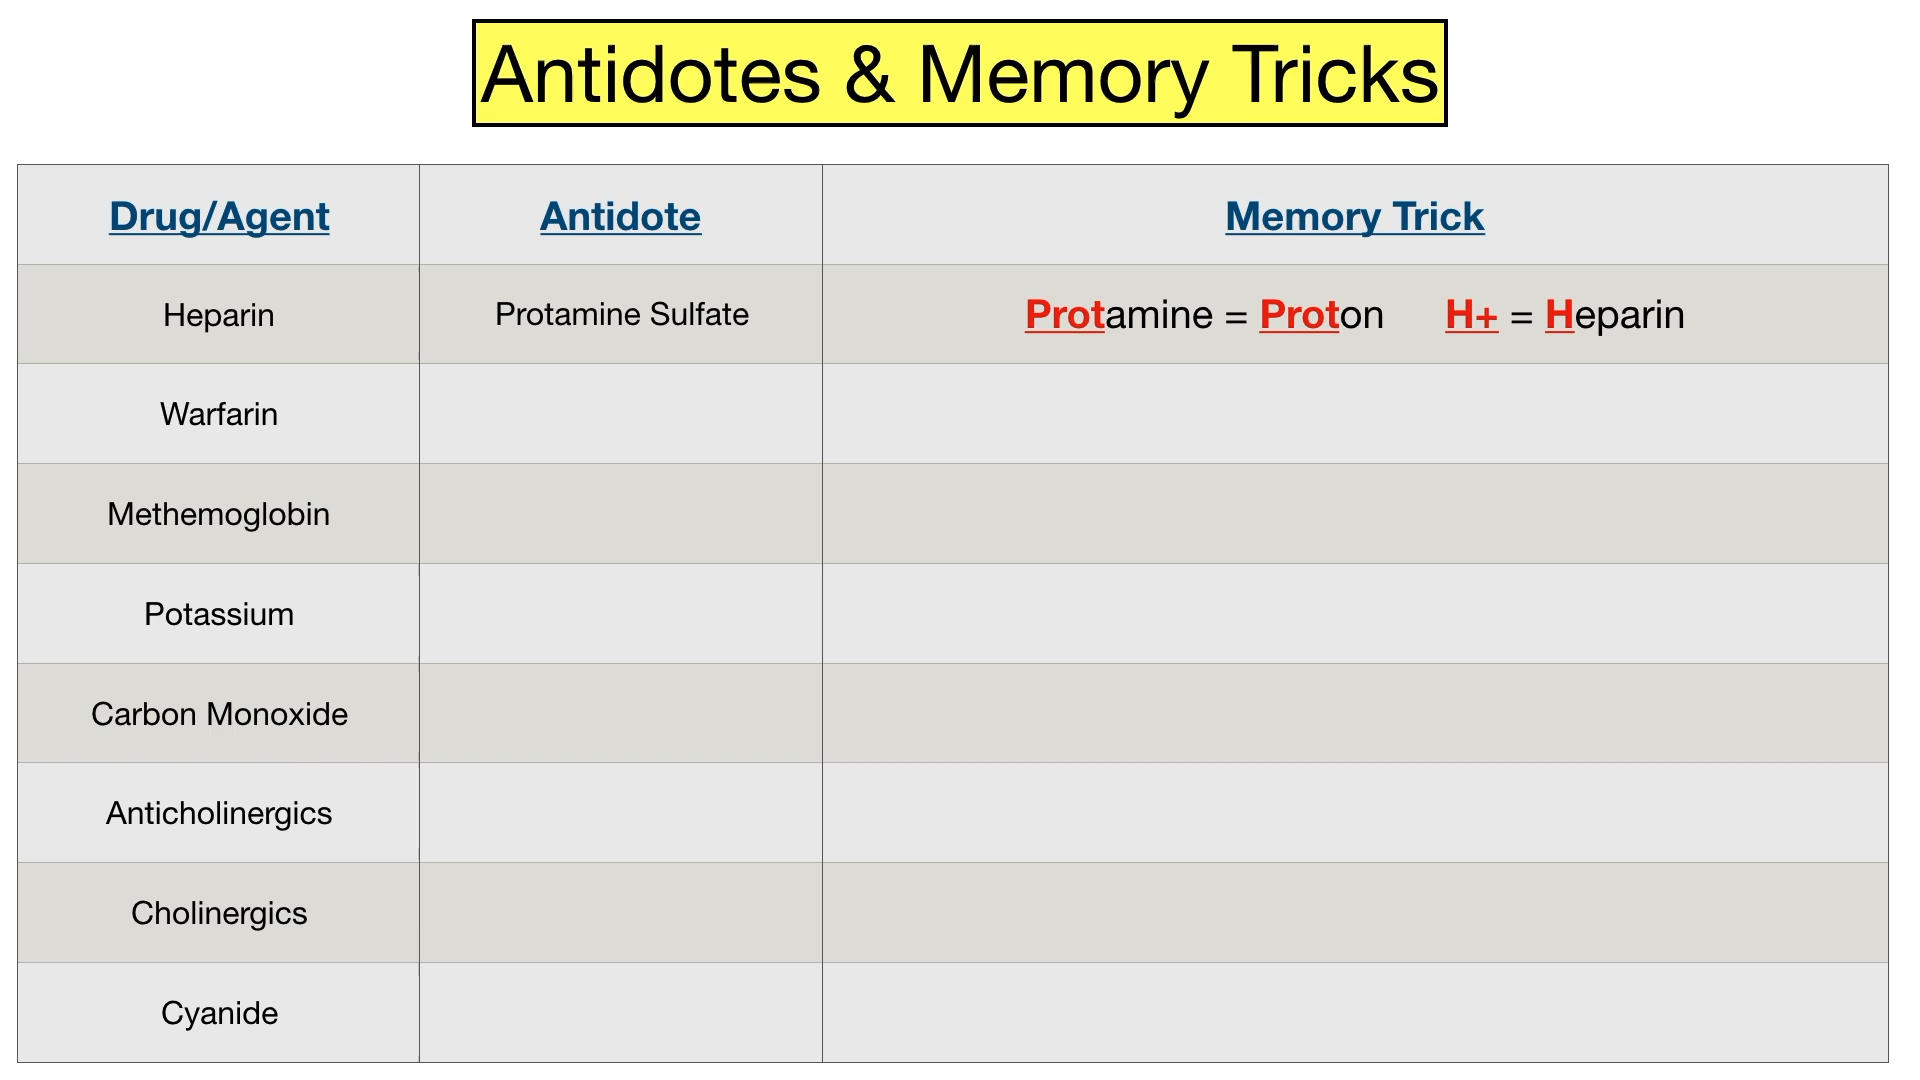 Antidotes & Memory Tricks
Drug/Agent Antidote Memory Trick
Heparin Protamine Sulfate Protamine = Proton H+ = Heparin
Warfarin
Methemoglobin
Potassium
Carbon Monoxide
Anticholinergics
Cholinergics
Cyanide